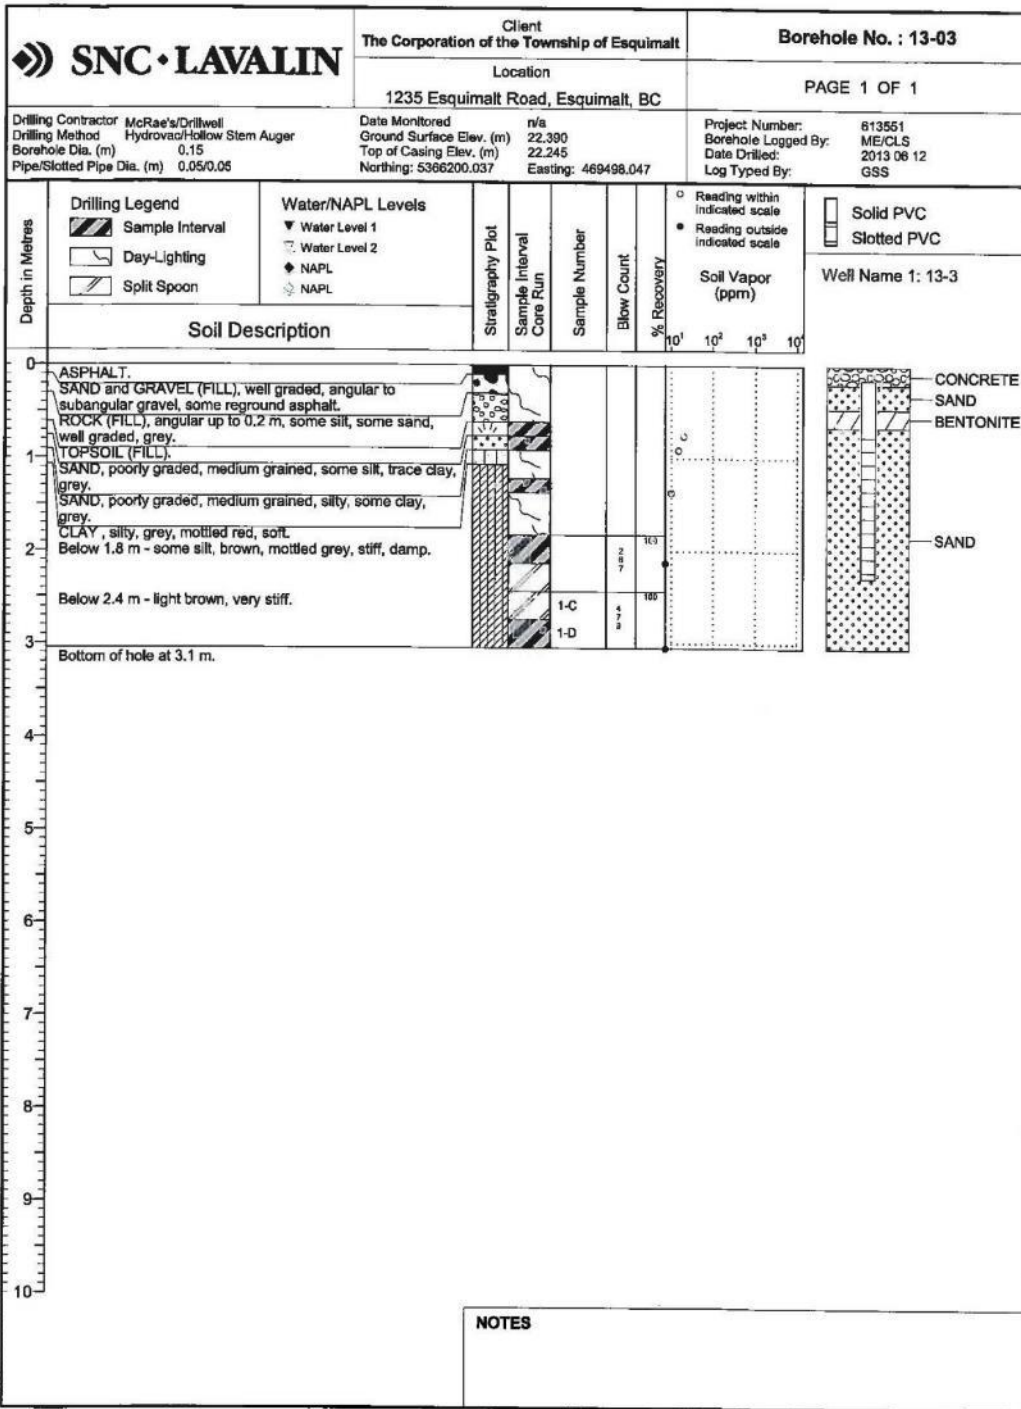 SNC•LAVALIN
Client
The Corporation of the Township of Esquimalt
Location
1235 Esquimalt Road, Esquimalt, BC
Borehole No. : 13-03
PAGE 1 OF 1
Drilling Contractor McRae's/Drillwell
Drilling Method Hydrovac/Hollow Stem Auger
Borehole Dia. (m) 0.15
Pipe/Slotted Pipe Dia. (m) 0.05/0.05
Date Monitored n/a
Ground Surface Elev. (m) 22.390
Top of Casing Elev. (m) 22.245
Northing: 5366200.037 Easting: 469498.047
Project Number: 613551
Borehole Logged By: ME/CLS
Date Drilled: 2013 06 12
Log Typed By: GSS
Depth in Metres
Drilling Legend
Sample Interval
Day-Lighting
Split Spoon
Water/NAPL Levels
Water Level 1
Water Level 2
NAPL
NAPL
Soil Description
Stratigraphy Plot
Sample Interval
Core Run
Sample Number
Blow Count
% Recovery
Reading within
indicated scale
Reading outside
indicated scale
Soil Vapor
(ppm)
10¹ 10² 10³ 10⁴
Solid PVC
Slotted PVC
Well Name 1: 13-3
0
ASPHALT.
SAND and GRAVEL (FILL), well graded, angular to
subangular gravel, some reground asphalt.
ROCK (FILL), angular up to 0.2 m, some silt, some sand,
well graded, grey.
TOPSOIL (FILL).
SAND, poorly graded, medium grained, some silt, trace clay,
grey.
SAND, poorly graded, medium grained, silty, some clay,
grey.
CLAY , silty, grey, mottled red, soft.
Below 1.8 m - some silt, brown, mottled grey, stiff, damp.
Below 2.4 m - light brown, very stiff.
Bottom of hole at 3.1 m.
1
2
3
4
5
6
7
8
9
10
100
100
1-C
1-D
CONCRETE
SAND
BENTONITE
SAND
NOTES